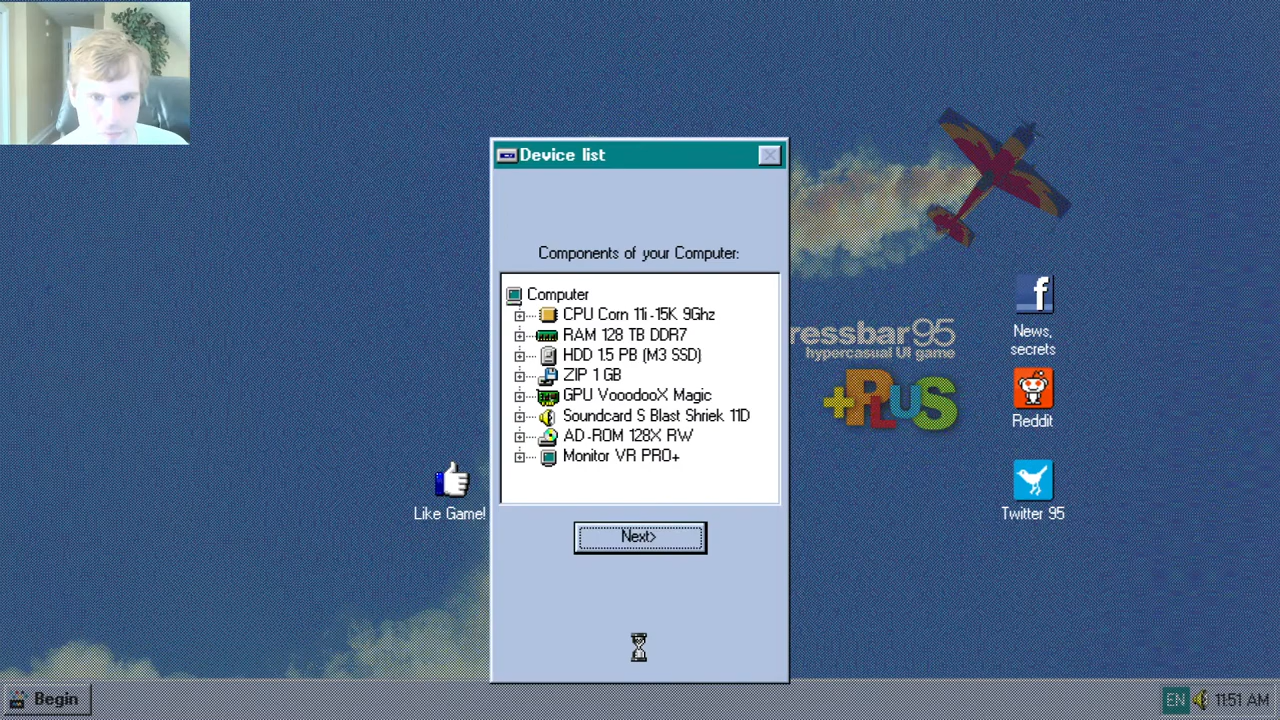 Device list
Components of your Computer:
Computer
CPU Corn 11i-15K 9Ghz
RAM 128 TB DDR7
HDD 1.5 PB (M3 SSD)
ZIP 1 GB
GPU VooodooX Magic
Soundcard S Blast Shriek 11D
AD-ROM 128X RW
Monitor VR PRO+
Next>
ressbar95
hypercasual UI game
+PLUS
News,
secrets
Reddit
Twitter 95
Like Game!
Begin
EN
11:51 AM